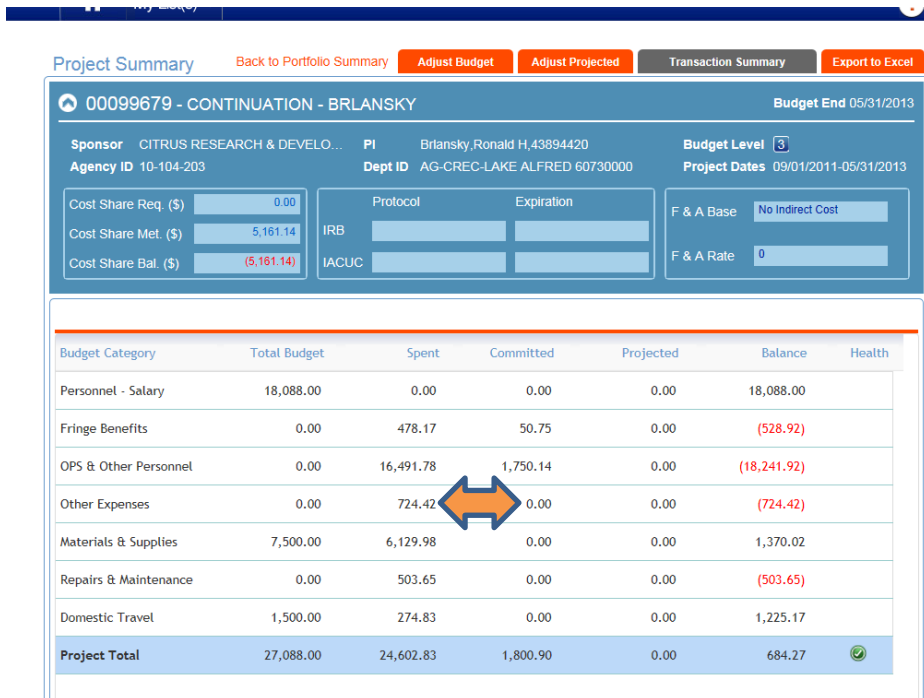 My List(s)
Project Summary Back to Portfolio Summary Adjust Budget Adjust Projected Transaction Summary Export to Excel
00099679 - CONTINUATION - BRLANSKY Budget End 05/31/2013
Sponsor CITRUS RESEARCH & DEVELO... PI Brlansky,Ronald H,43894420 Budget Level 3
Agency ID 10-104-203 Dept ID AG-CREC-LAKE ALFRED 60730000 Project Dates 09/01/2011-05/31/2013
Cost Share Req. ($) 0.00 Protocol Expiration F & A Base No Indirect Cost
Cost Share Met. ($) 5,161.14 IRB
Cost Share Bal. ($) (5,161.14) IACUC F & A Rate 0
Budget Category Total Budget Spent Committed Projected Balance Health
Personnel - Salary 18,088.00 0.00 0.00 0.00 18,088.00
Fringe Benefits 0.00 478.17 50.75 0.00 (528.92)
OPS & Other Personnel 0.00 16,491.78 1,750.14 0.00 (18,241.92)
Other Expenses 0.00 724.42 0.00 0.00 (724.42)
Materials & Supplies 7,500.00 6,129.98 0.00 0.00 1,370.02
Repairs & Maintenance 0.00 503.65 0.00 0.00 (503.65)
Domestic Travel 1,500.00 274.83 0.00 0.00 1,225.17
Project Total 27,088.00 24,602.83 1,800.90 0.00 684.27